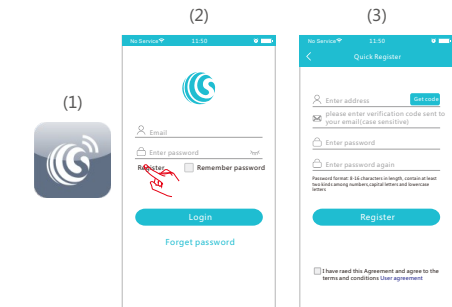 (1)
(2)
No Service 11:50
Email
Enter password
Register Remember password
Login
Forget password
(3)
No Service 11:50
Quick Register
Enter address Get code
please enter verification code sent to
your email(case sensitive)
Enter password
Enter password again
Password format: 8-16 characters in length, contain at least
two kinds among numbers,capital letters and lowercase
letters
Register
I have raed this Agreement and agree to the
terms and conditions User agreement